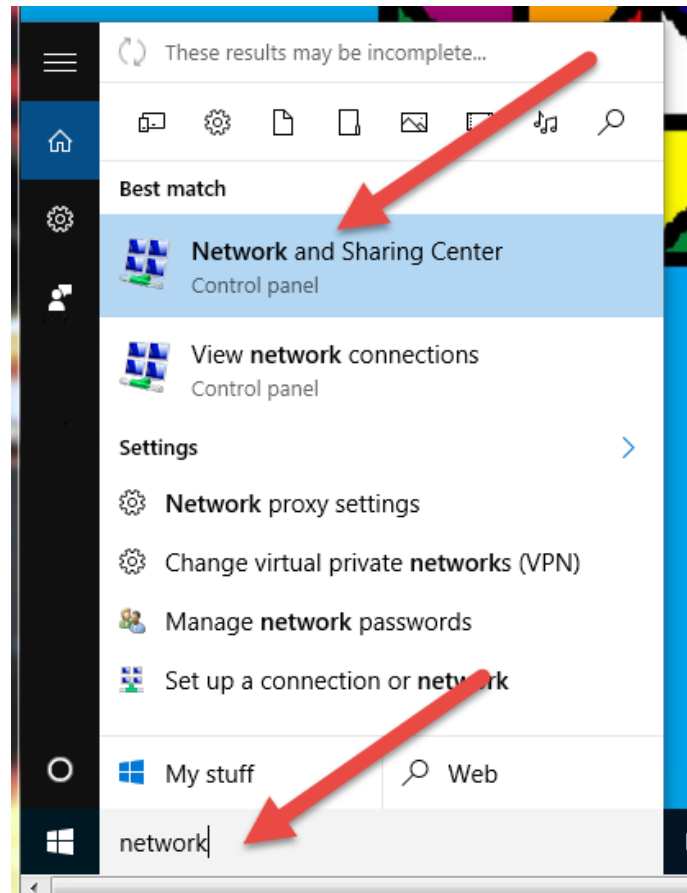 These results may be incomplete...
Best match
Network and Sharing Center
Control panel
View network connections
Control panel
Settings
Network proxy settings
Change virtual private networks (VPN)
Manage network passwords
Set up a connection or network
My stuff
Web
network